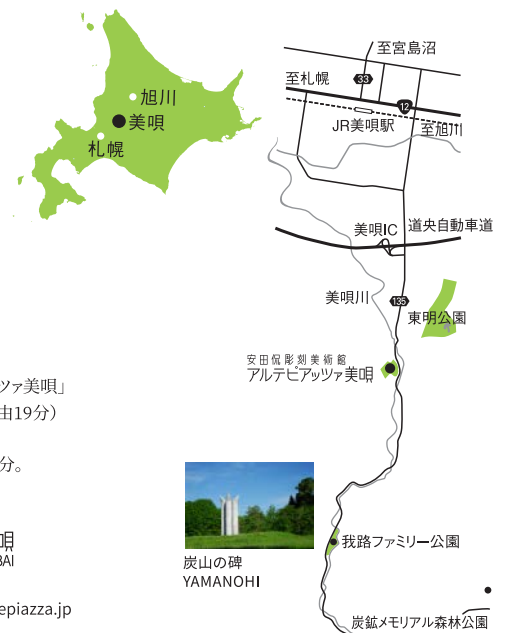 旭川
美唄
札幌
至宮島沼
33
至札幌
12
JR美唄駅
至旭川
美唄IC
道央自動車道
美唄川
135
東明公園
安田侃彫刻美術館
アルテピアッツァ美唄
ツァ美唄」
由19分）
分。
唄
BAI
炭山の碑
YAMANOHI
我路ファミリー公園
epiazza.jp
炭鉱メモリアル森林公園